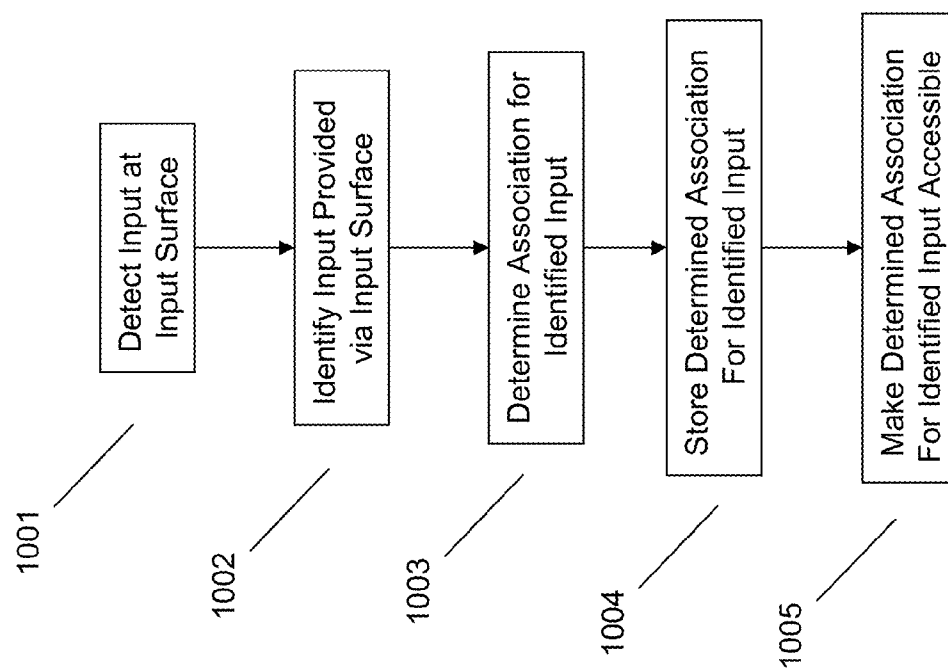 1001
Detect Input at
Input Surface
1002
Identify Input Provided
via Input Surface
1003
Determine Association for
Identified Input
1004
Store Determined Association
For Identified Input
1005
Make Determined Association
For Identified Input Accessible